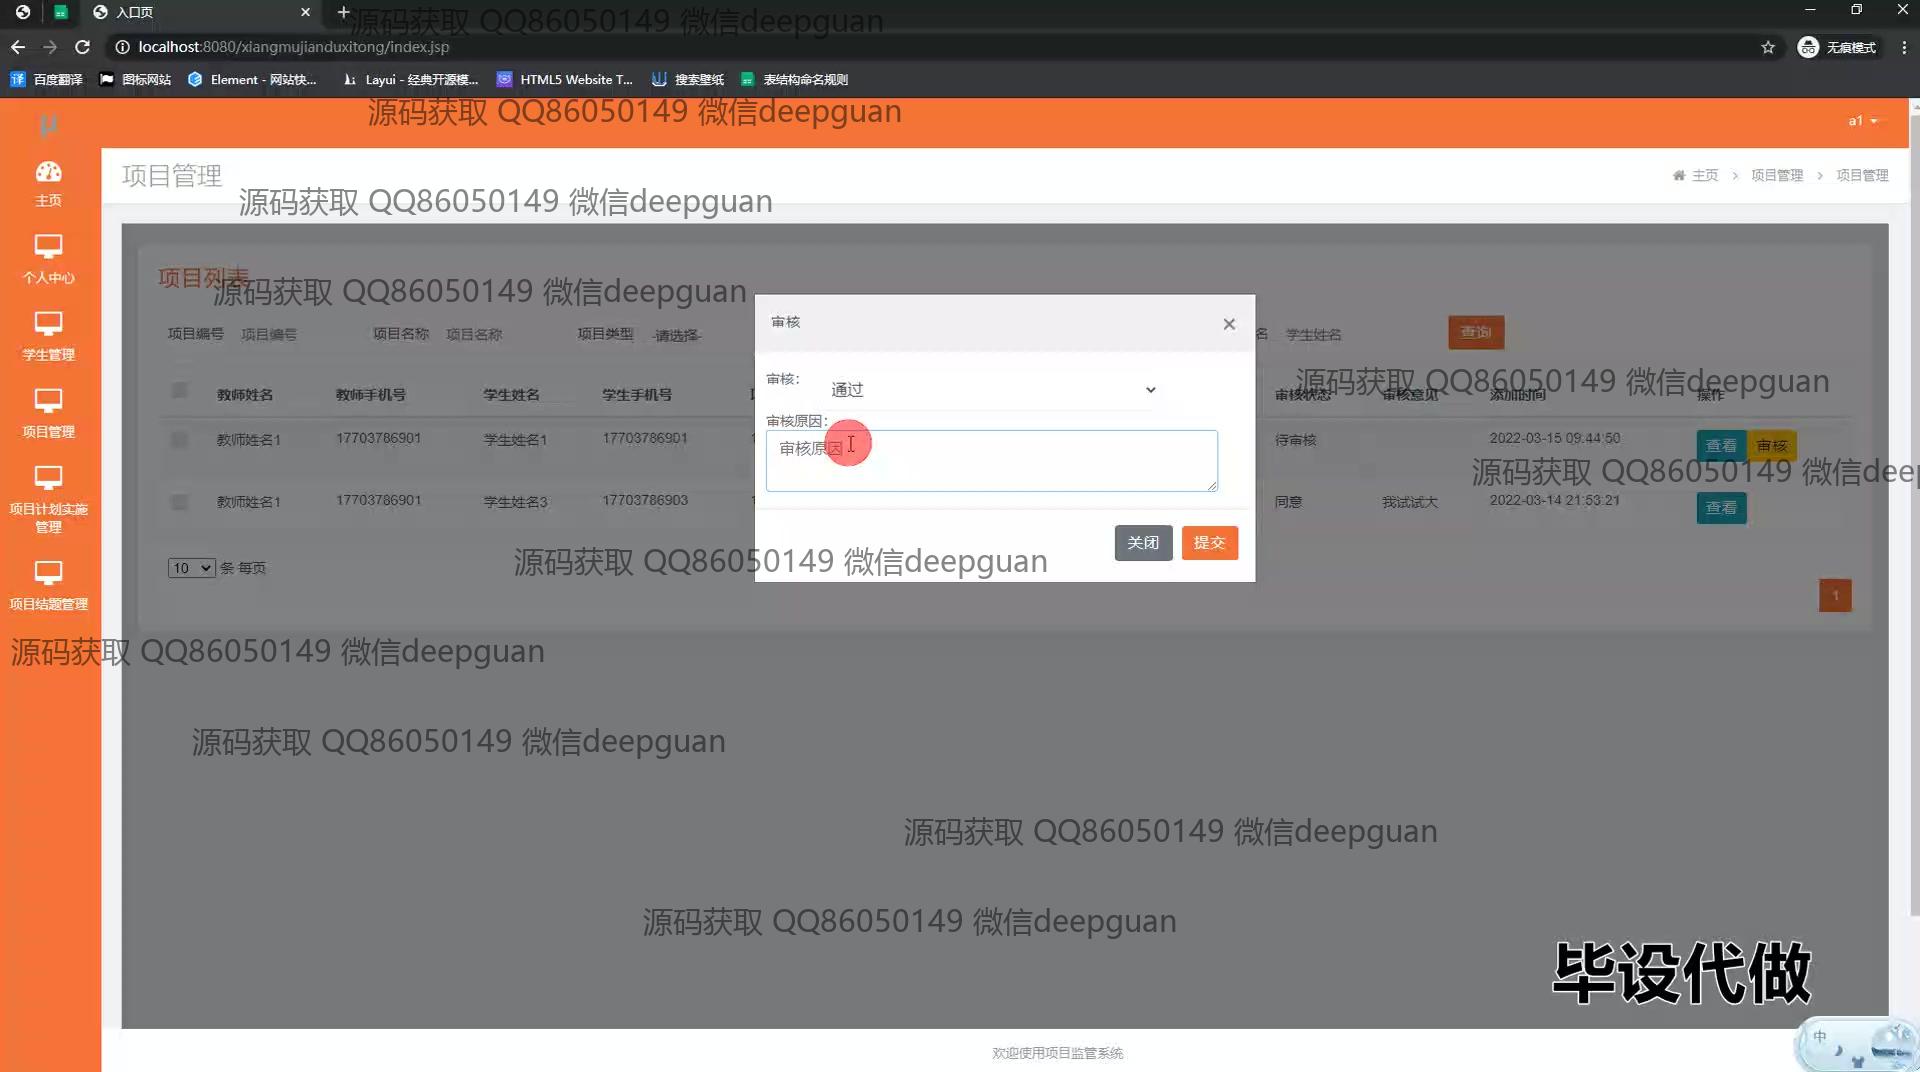 入口页
源码获取 QQ86050149 微信deepguan
localhost:8080/xiangmujianduxitong/index.jsp
无痕模式
百度翻译 图标网站 Element - 网站快... Layui - 经典开源模... HTML5 Website T... 搜索壁纸 表结构命名规则
源码获取 QQ86050149 微信deepguan
a1
主页
个人中心
学生管理
项目管理
项目计划实施
管理
项目结题管理
项目管理
主页 > 项目管理 > 项目管理
源码获取 QQ86050149 微信deepguan
项目列表
源码获取 QQ86050149 微信deepguan
项目编号 项目编号 项目名称 项目名称 项目类型 -请选择- 名 学生姓名 查询
源码获取 QQ86050149 微信deepguan
教师姓名 教师手机号 学生姓名 学生手机号 审核状态 审核意见 添加时间 操作
教师姓名1 17703786901 学生姓名1 17703786901 待审核 2022-03-15 09:44:50 查看 审核
源码获取 QQ86050149 微信deep
教师姓名1 17703786901 学生姓名3 17703786903 同意 我试试大 2022-03-14 21:53:21 查看
10 条 每页
1
审核
×
审核：
通过
审核原因：
审核原因
关闭 提交
源码获取 QQ86050149 微信deepguan
源码获取 QQ86050149 微信deepguan
源码获取 QQ86050149 微信deepguan
源码获取 QQ86050149 微信deepguan
源码获取 QQ86050149 微信deepguan
毕设代做
中
欢迎使用项目监管系统